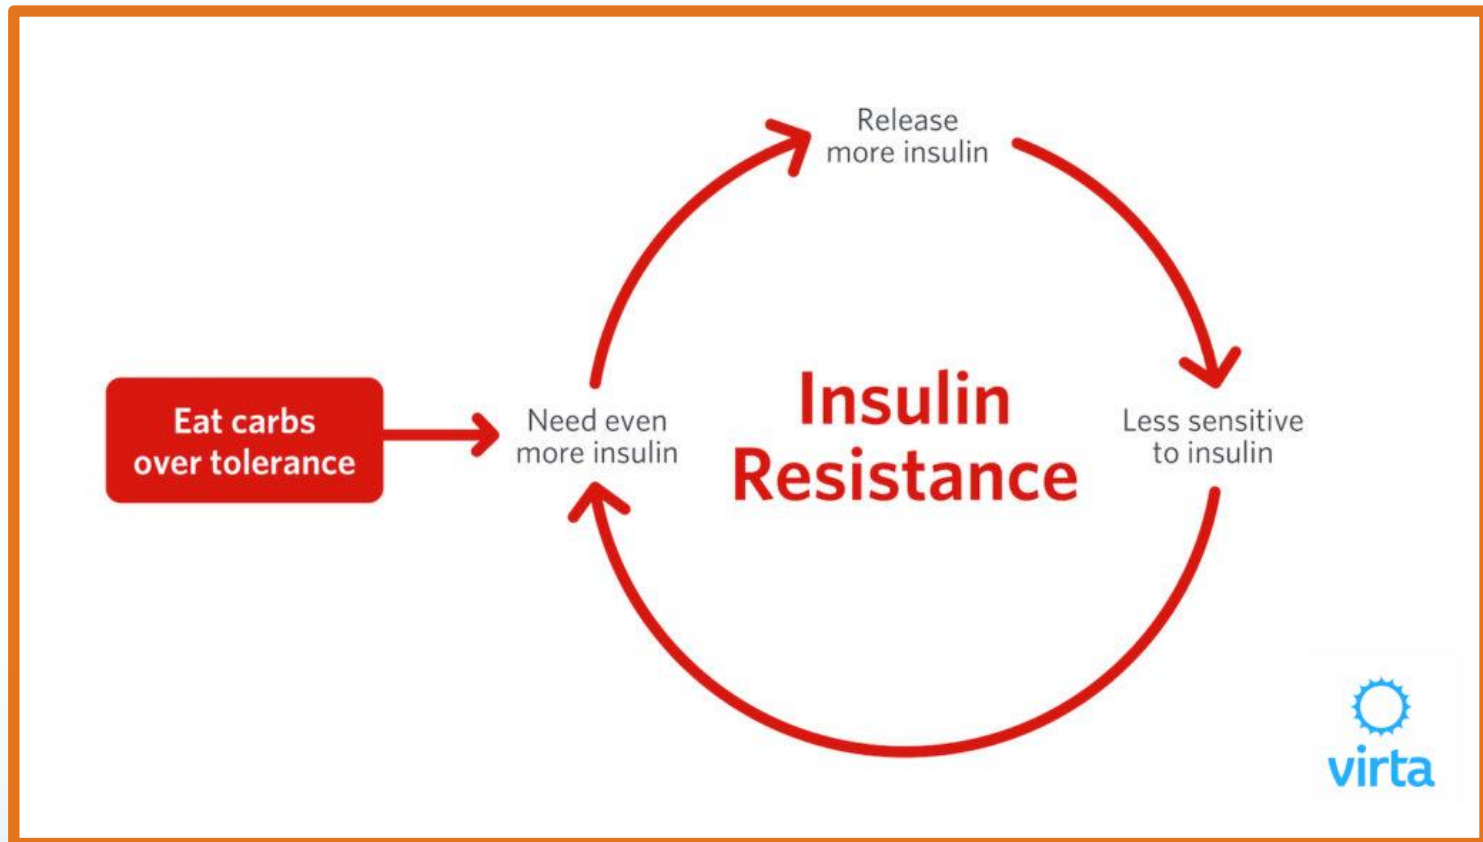 Release
more insulin
Eat carbs
over tolerance
Need even
more insulin
Insulin
Resistance
Less sensitive
to insulin
virta